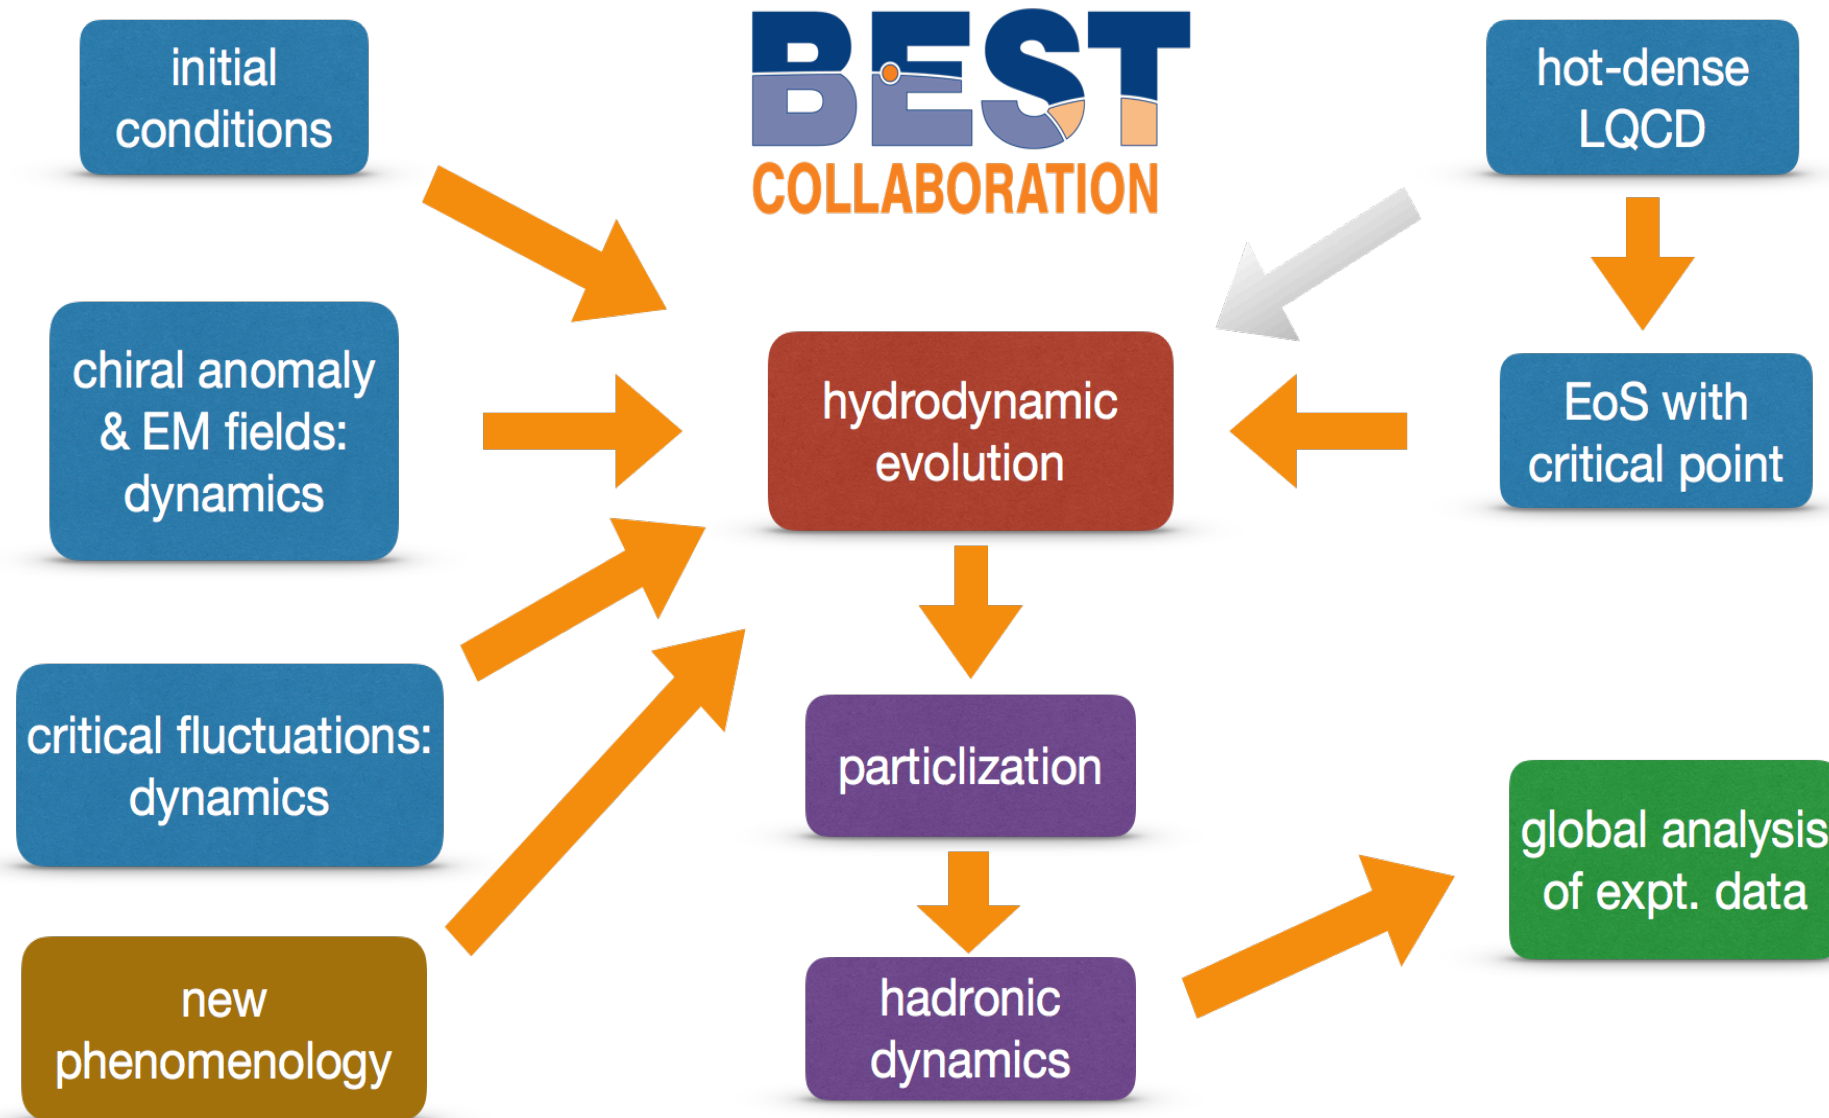 initial
conditions
BEST
COLLABORATION
hot-dense
LQCD
chiral anomaly
& EM fields:
dynamics
hydrodynamic
evolution
EoS with
critical point
critical fluctuations:
dynamics
particlization
global analysis
of expt. data
new
phenomenology
hadronic
dynamics